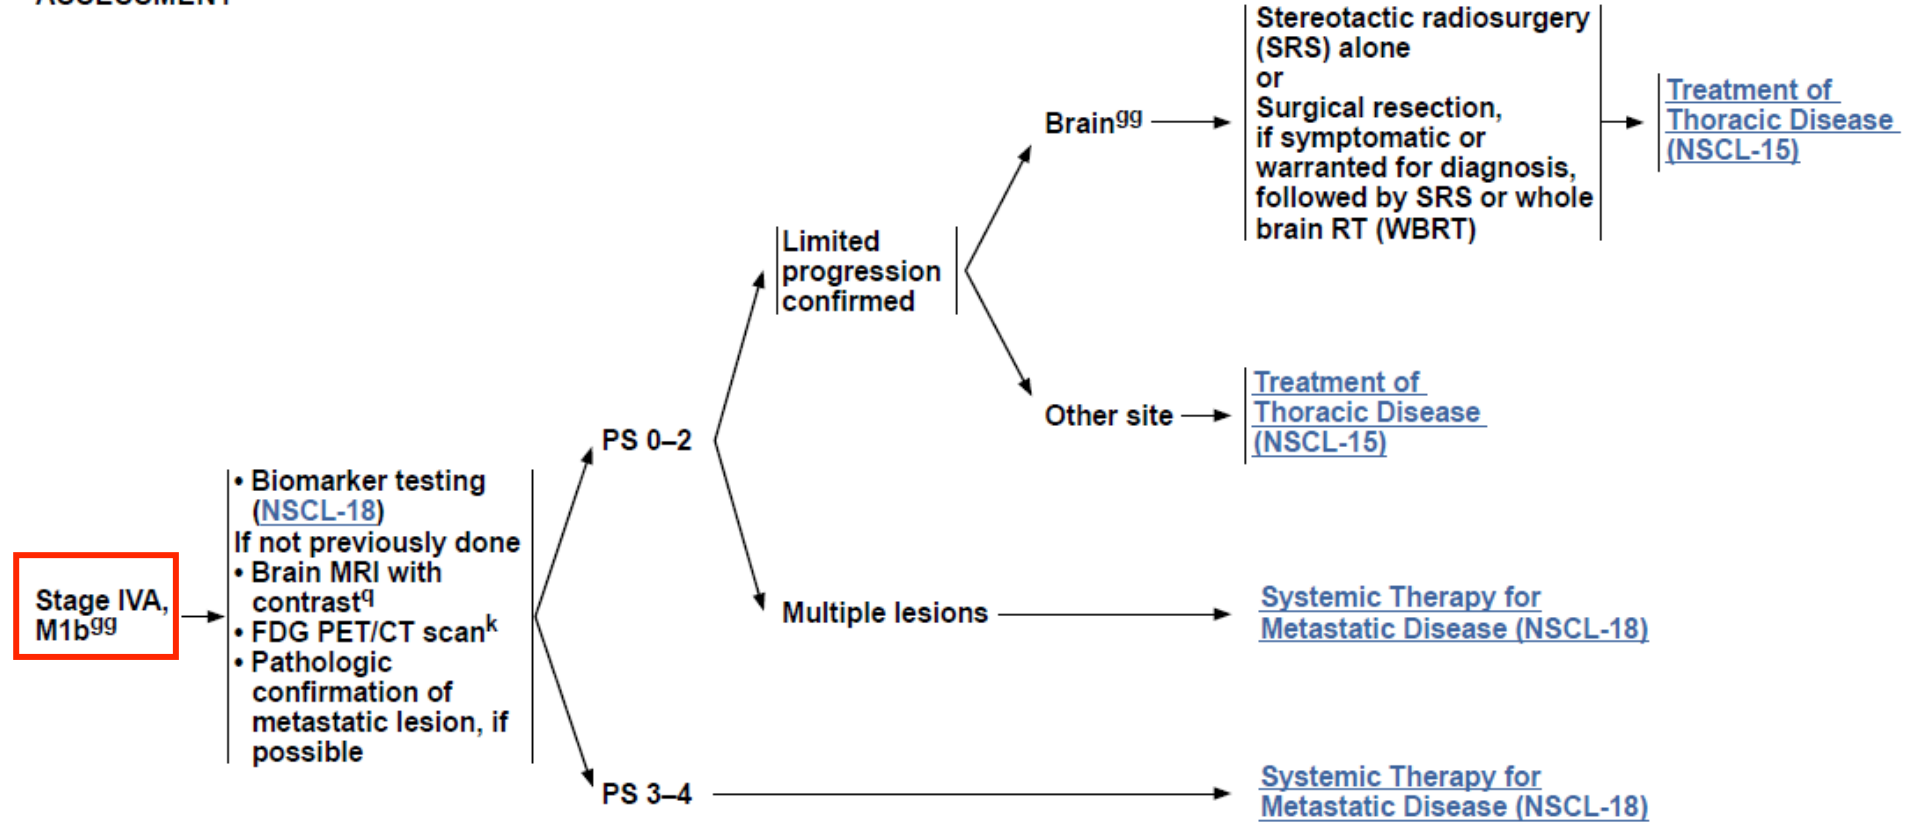 ASSESSMENT
Stage IVA,
M1bgg
• Biomarker testing
(NSCL-18)
If not previously done
• Brain MRI with
contrastq
• FDG PET/CT scank
• Pathologic
confirmation of
metastatic lesion, if
possible
PS 0–2
Limited
progression
confirmed
Braingg
Stereotactic radiosurgery
(SRS) alone
or
Surgical resection,
if symptomatic or
warranted for diagnosis,
followed by SRS or whole
brain RT (WBRT)
Treatment of
Thoracic Disease
(NSCL-15)
Other site
Treatment of
Thoracic Disease
(NSCL-15)
Multiple lesions
Systemic Therapy for
Metastatic Disease (NSCL-18)
PS 3–4
Systemic Therapy for
Metastatic Disease (NSCL-18)